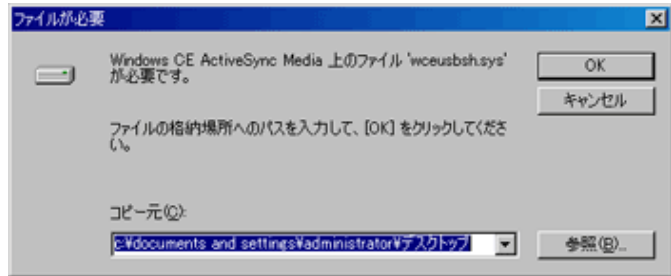 ファイルが必要
Windows CE ActiveSync Media 上のファイル 'wceusbsh.sys'
が必要です。
OK
キャンセル
ファイルの格納場所へのパスを入力して、[OK] をクリックしてくださ
い。
コピー元(C):
c:¥documents and settings¥administrator¥デスクトップ
参照(B)...